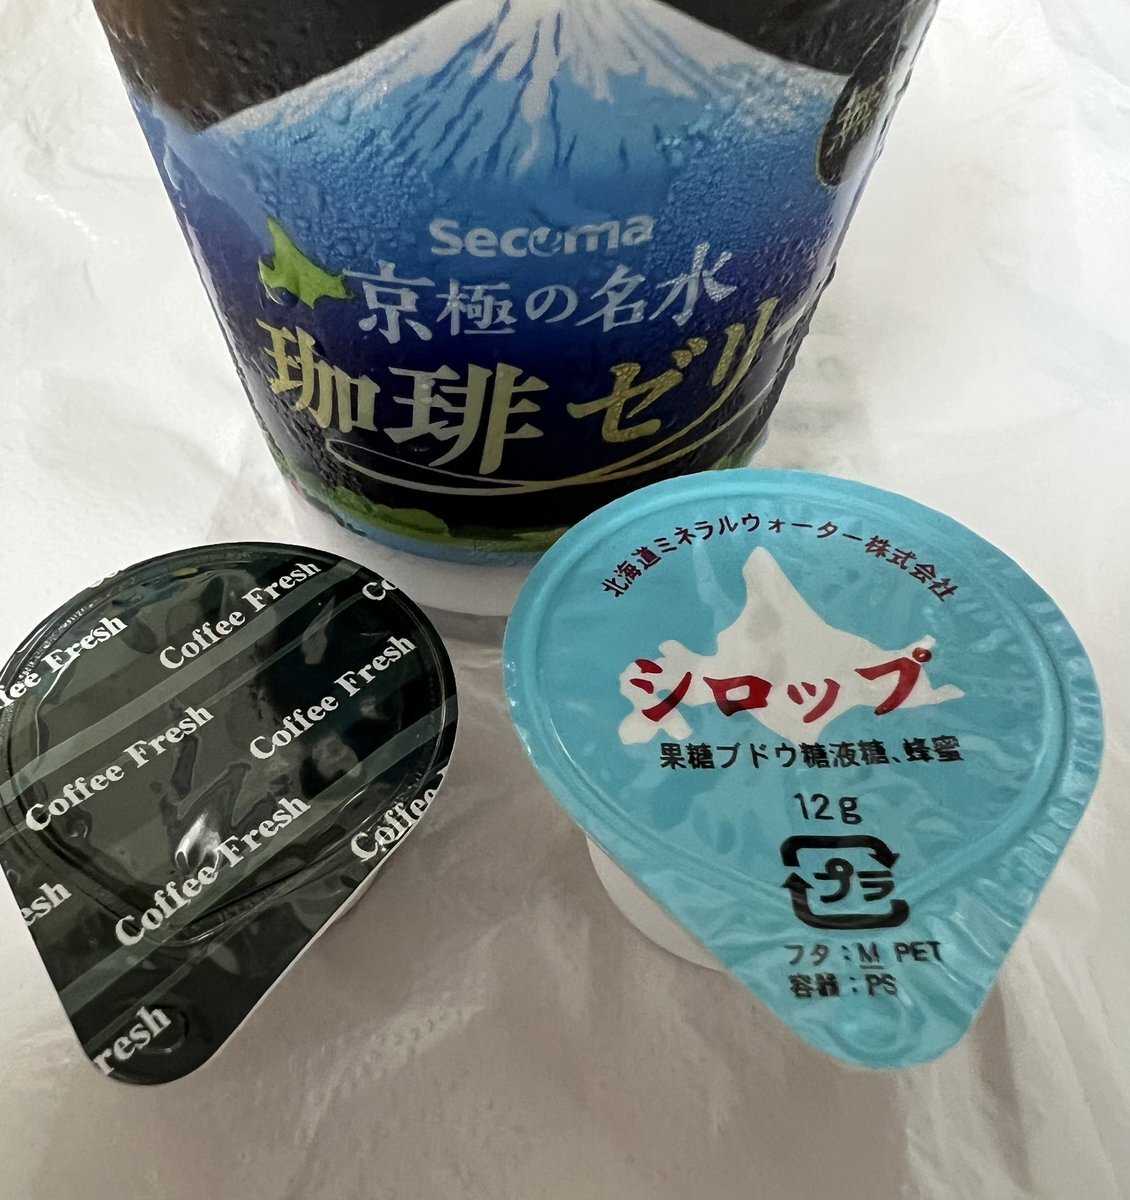 Secoma
京極の名水
珈琲ゼリー
Coffee Fresh
Coffee Fresh
Coffee Fresh
Coffee Fresh
Coffee Fresh
Coffee
北海道ミネラルウォーター株式会社
シロップ
果糖ブドウ糖液糖、蜂蜜
12g
プラ
フタ:M PET
容器:PS